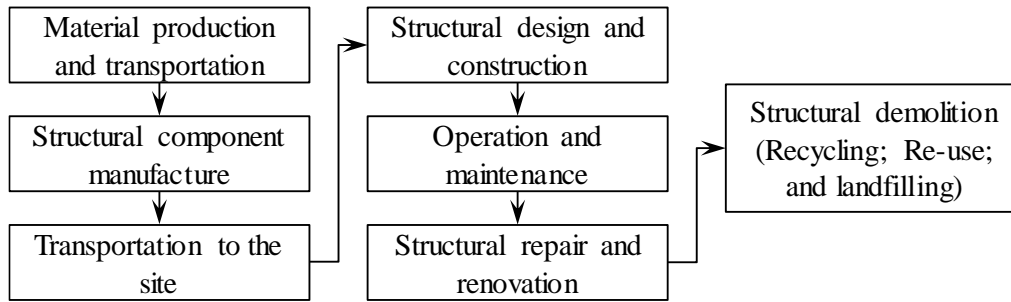 Material production
and transportation
Structural component
manufacture
Transportation to the
site
Structural design and
construction
Operation and
maintenance
Structural repair and
renovation
Structural demolition
(Recycling; Re-use;
and landfilling)